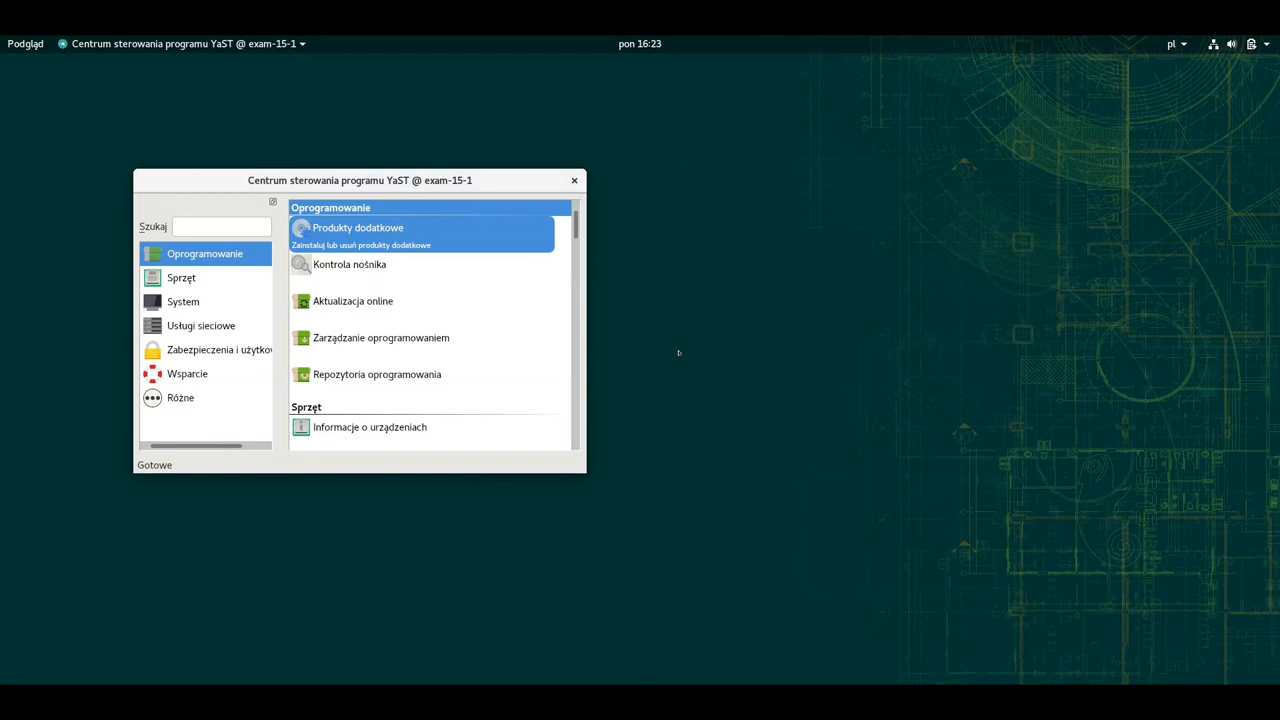 Podgląd
Centrum sterowania programu YaST @ exam-15-1
pon 16:23
pl
Centrum sterowania programu YaST @ exam-15-1
Szukaj
Oprogramowanie
Sprzęt
System
Usługi sieciowe
Zabezpieczenia i użytkow
Wsparcie
Różne
Oprogramowanie
Produkty dodatkowe
Zainstaluj lub usuń produkty dodatkowe
Kontrola nośnika
Aktualizacja online
Zarządzanie oprogramowaniem
Repozytoria oprogramowania
Sprzęt
Informacje o urządzeniach
Gotowe